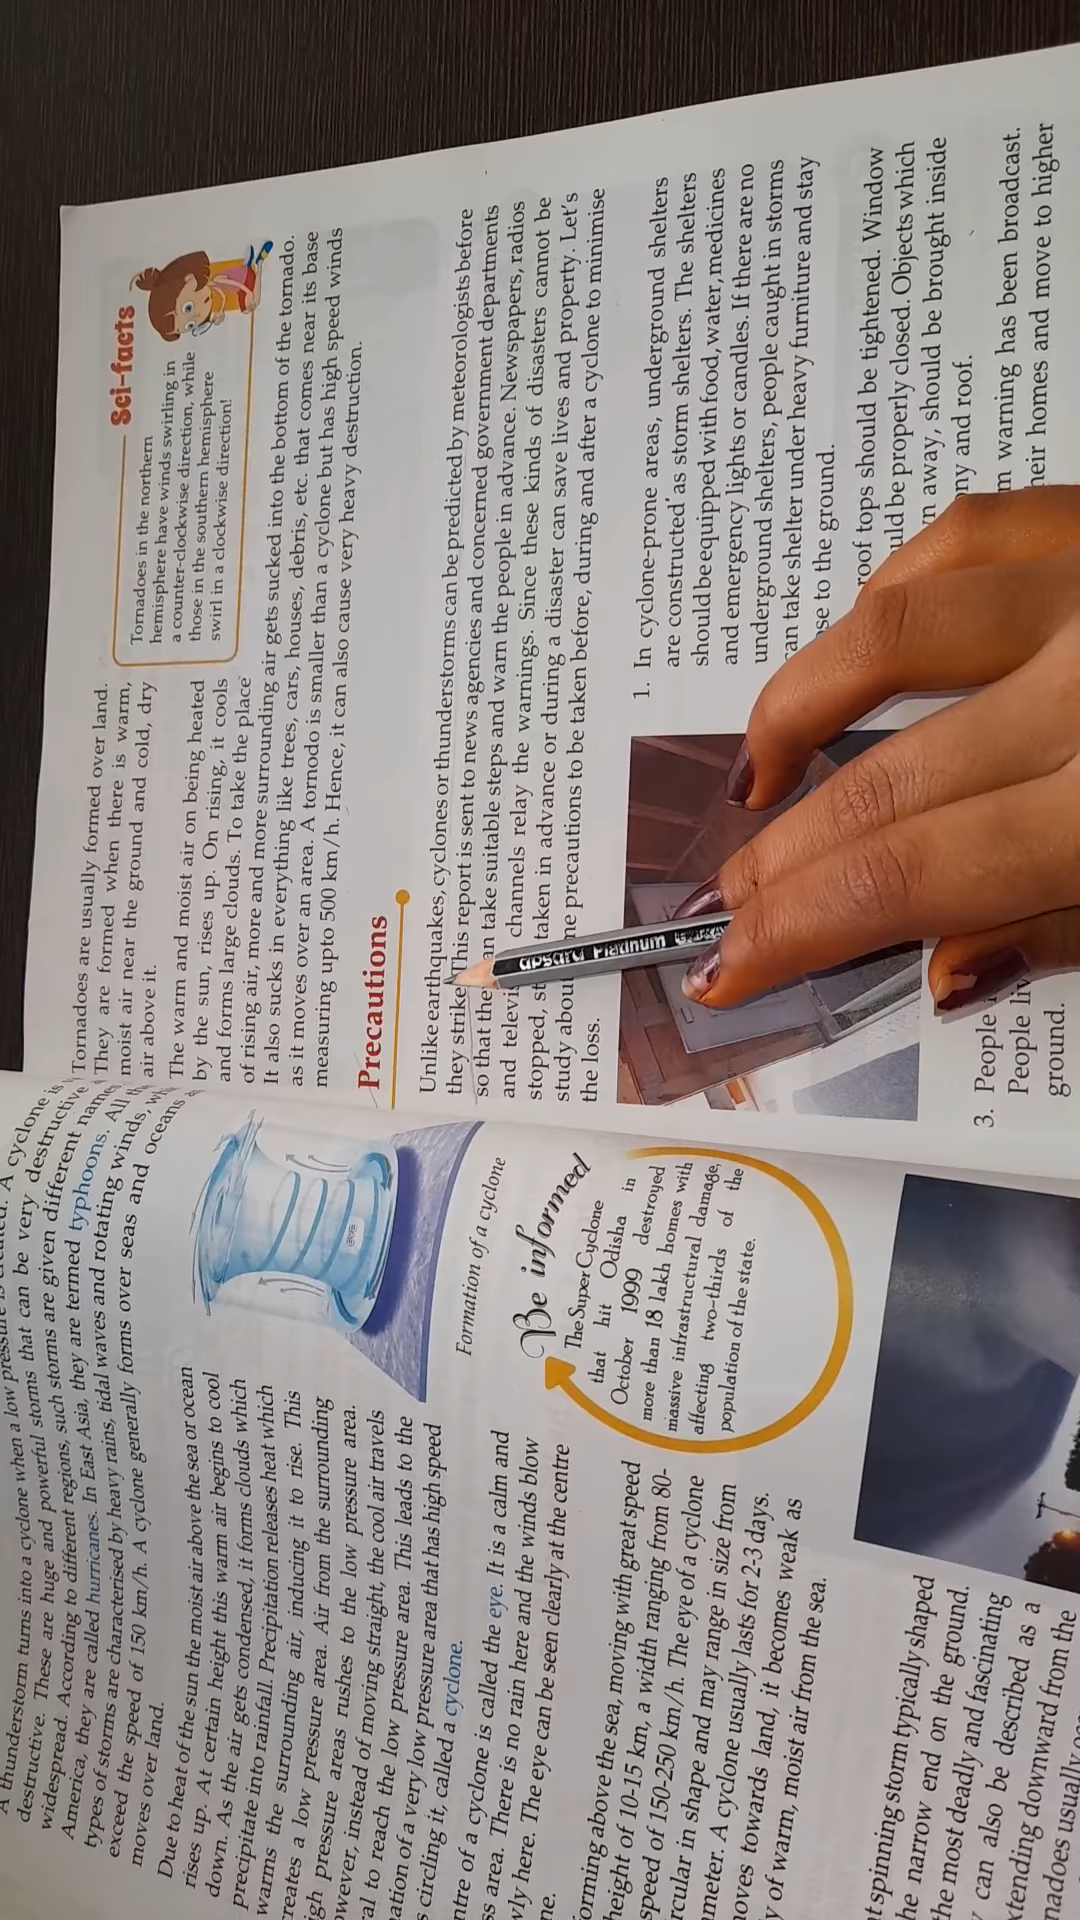 thunderstorm turns into a cyclone when a low pressure is A cyclone is
destructive. These are huge and powerful storms that can be very destructive
widespread. According to different regions, such storms are given different names
America, they are called hurricanes. In East Asia, they are termed typhoons. All
types of storms are characterised by heavy rains, tidal waves and rotating winds,
exceed the speed of 150 km/h. A cyclone generally forms over seas and oceans
moves over land.
Due to heat of the sun the moist air above the sea or ocean
rises up. At certain height this warm air begins to cool
down. As the air gets condensed, it forms clouds which
precipitate into rainfall. Precipitation releases heat which
warms the surrounding air, inducing it to rise. This
reates a low pressure area. Air from the surrounding
igh pressure areas rushes to the low pressure area.
owever, instead of moving straight, the cool air travels
ral to reach the low pressure area. This leads to the
ation of a very low pressure area that has high speed
s circling it, called a cyclone.
Formation of a cyclone
ntre of a cyclone is called the eye. It is a calm and
ss area. There is no rain here and the winds blow
wly here. The eye can be seen clearly at the centre
ne.
Be informed
The Super Cyclone
that hit Odisha in
October 1999 destroyed
more than 18 lakh homes with
massive infrastructural damage,
affecting two-thirds of the
population of the state.
orming above the sea, moving with great speed
height of 10-15 km, a width ranging from 80-
speed of 150-250 km/h. The eye of a cyclone
rcular in shape and may range in size from
meter. A cyclone usually lasts for 2-3 days.
oves towards land, it becomes weak as
y of warm, moist air from the sea.
t spinning storm typically shaped
he narrow end on the ground.
the most deadly and fascinating
y can also be described as a
xtending downward from the
nadoes usually
Tornadoes are usually formed over land.
They are formed when there is warm,
moist air near the ground and cold, dry
air above it.
Sci-facts
Tornadoes in the northern
hemisphere have winds swirling in
a counter-clockwise direction, while
those in the southern hemisphere
swirl in a clockwise direction!
The warm and moist air on being heated
by the sun, rises up. On rising, it cools
and forms large clouds. To take the place
of rising air, more and more surrounding air gets sucked into the bottom of the tornado.
It also sucks in everything like trees, cars, houses, debris, etc. that comes near its base
as it moves over an area. A tornodo is smaller than a cyclone but has high speed winds
measuring upto 500 km/h. Hence, it can also cause very heavy destruction.
Precautions
Unlike earthquakes, cyclones or thunderstorms can be predicted by meteorologists before
they strike This report is sent to news agencies and concerned government departments
so that the an take suitable steps and warn the people in advance. Newspapers, radios
and televi channels relay the warnings. Since these kinds of disasters cannot be
stopped, st taken in advance or during a disaster can save lives and property. Let's
study about me precautions to be taken before, during and after a cyclone to minimise
the loss.
apsara Platinum EXTRA
1. In cyclone-prone areas, underground shelters
are constructed as storm shelters. The shelters
should be equipped with food, water, medicines
and emergency lights or candles. If there are no
underground shelters, people caught in storms
can take shelter under heavy furniture and stay
ose to the ground.
roof tops should be tightened. Window
ould be properly closed. Objects which
n away, should be brought inside
ny and roof.
3. People m warning has been broadcast.
People liv heir homes and move to higher
ground.